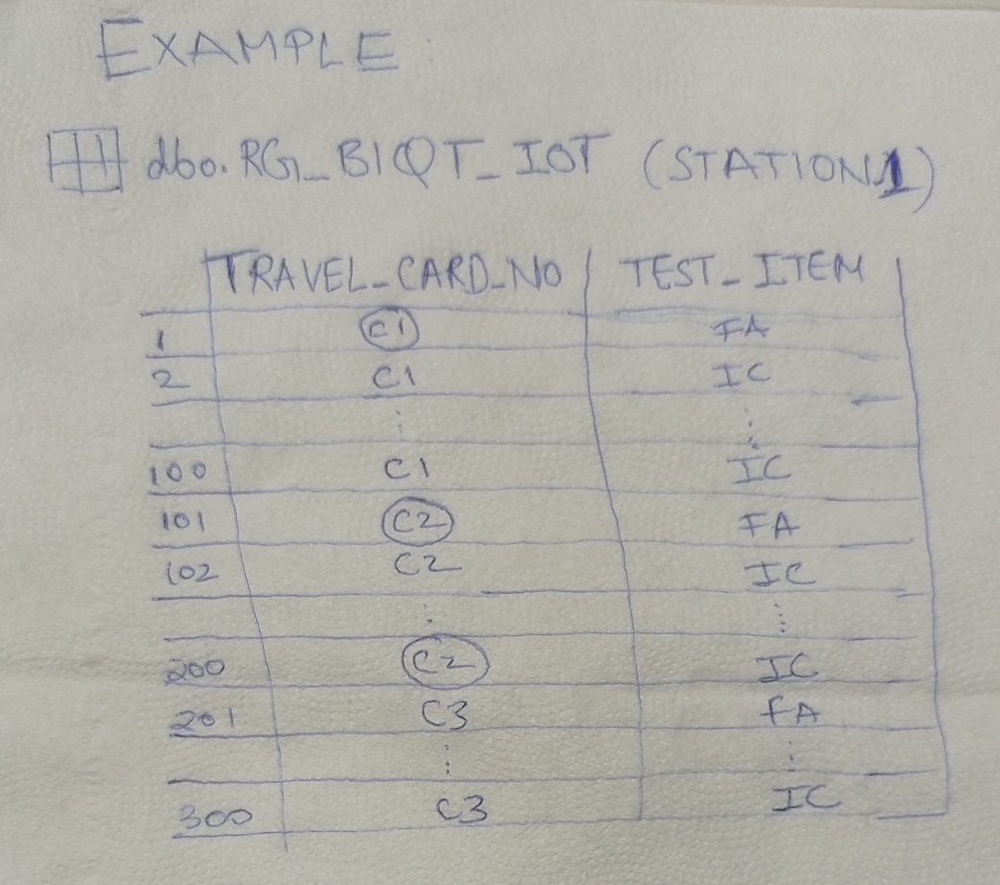 EXAMPLE:
dbo.RG_BIQT_IOT (STATION1)
TRAVEL_CARD_NO TEST_ITEM
1 C1 FA
2 C1 IC
⋮ ⋮
100 C1 IC
101 C2 FA
102 C2 IC
⋮ ⋮
200 C2 IC
201 C3 FA
⋮ ⋮
300 C3 IC